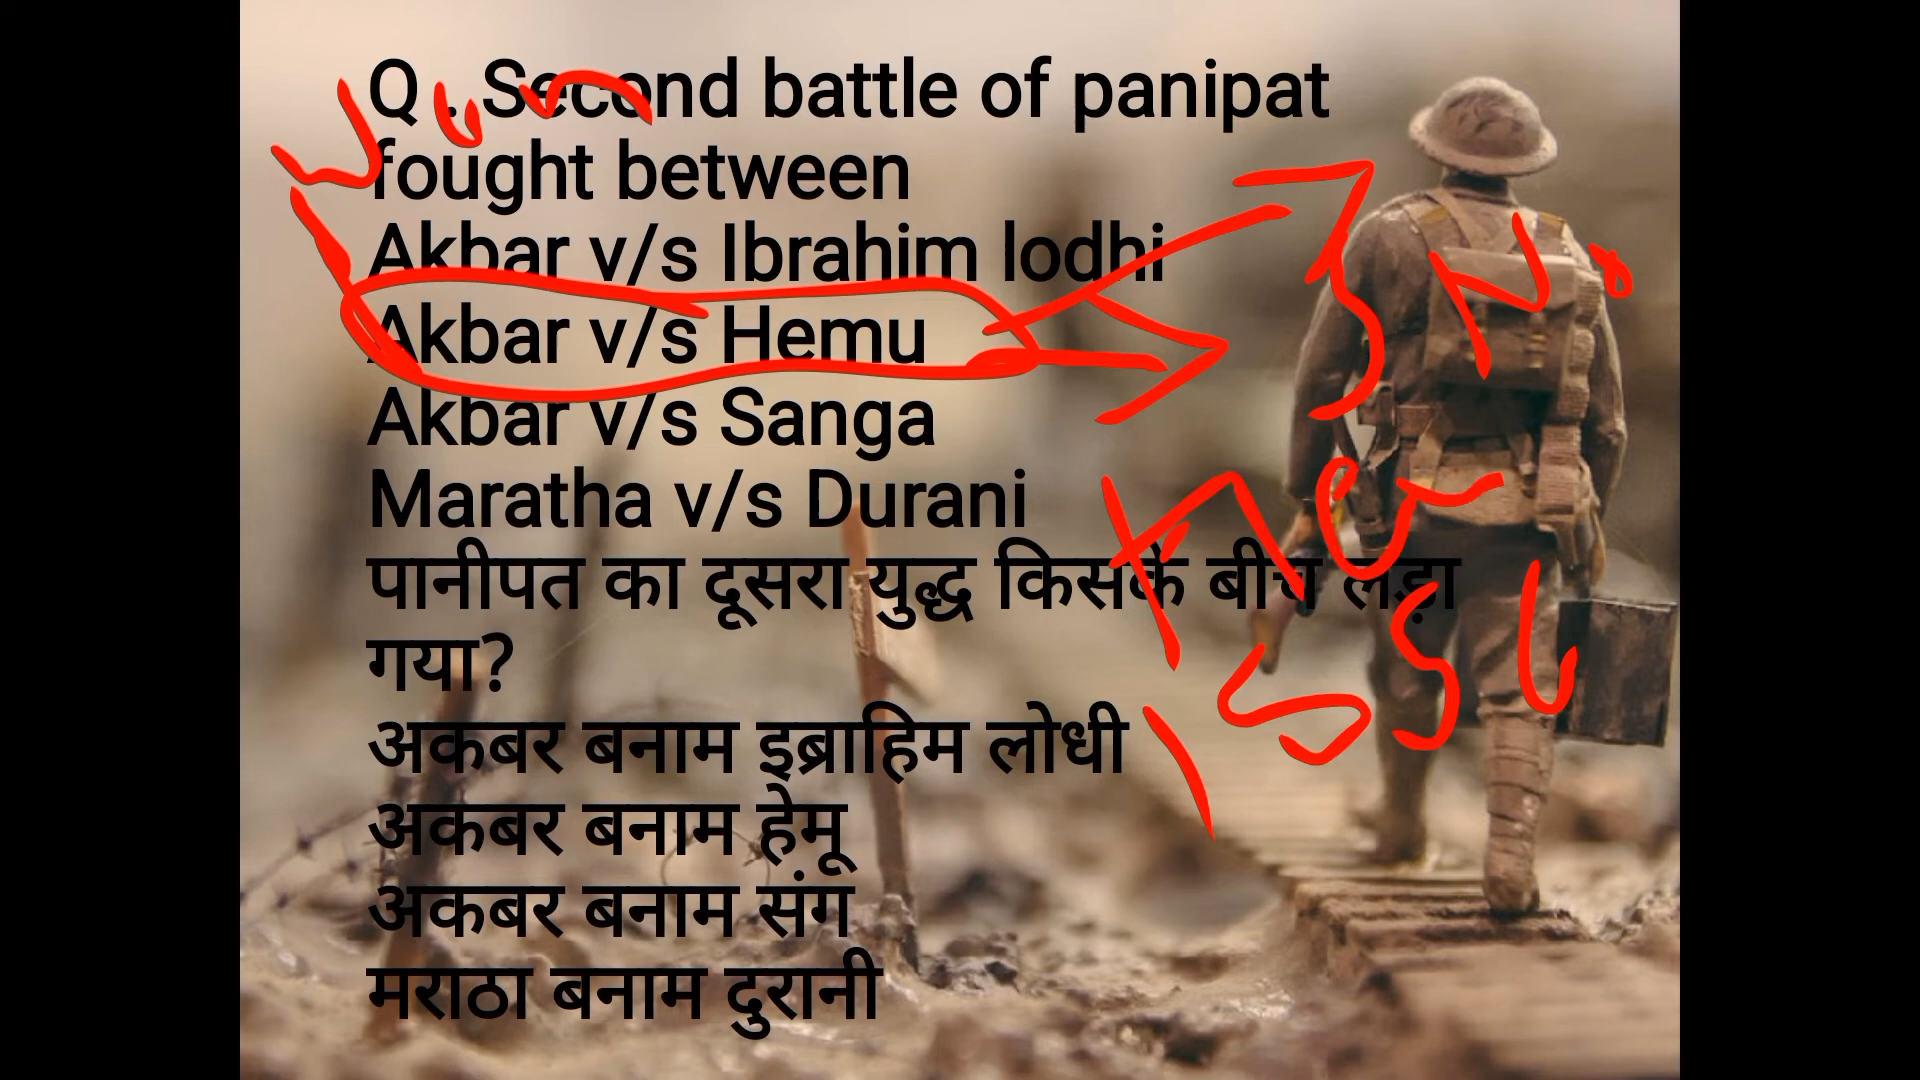 Q . Second battle of panipat
fought between
Akbar v/s Ibrahim lodhi
Akbar v/s Hemu
Akbar v/s Sanga
Maratha v/s Durani
पानीपत का दूसरा युद्ध किसके बीच लड़ा
गया?
अकबर बनाम इब्राहिम लोधी
अकबर बनाम हेमू
अकबर बनाम संग
मराठा बनाम दुरानी
1556